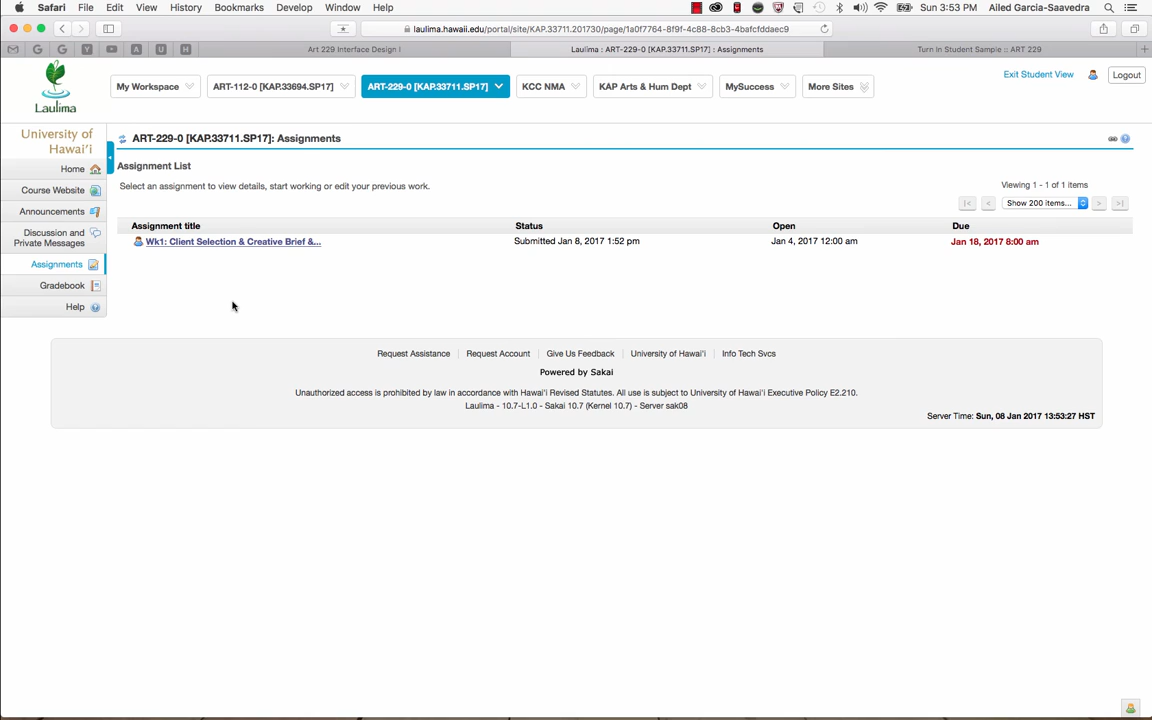 Safari File Edit View History Bookmarks Develop Window Help Sun 3:53 PM Ailed Garcia-Saavedra
laulima.hawaii.edu/portal/site/KAP.33711.201730/page/1a0f7764-8f9f-4c88-8cb3-4bafcfddaec9
Art 229 Interface Design I
Laulima : ART-229-0 [KAP.33711.SP17] : Assignments
Turn In Student Sample :: ART 229
Exit Student View
Logout
Laulima
My Workspace
ART-112-0 [KAP.33694.SP17]
ART-229-0 [KAP.33711.SP17]
KCC NMA
KAP Arts & Hum Dept
MySuccess
More Sites
University of
Hawai'i
Home
Course Website
Announcements
Discussion and
Private Messages
Assignments
Gradebook
Help
ART-229-0 [KAP.33711.SP17]: Assignments
Assignment List
Select an assignment to view details, start working or edit your previous work.
Viewing 1 - 1 of 1 items
|< < Show 200 items... > >|
Assignment title Status Open Due
Wk1: Client Selection & Creative Brief &... Submitted Jan 8, 2017 1:52 pm Jan 4, 2017 12:00 am Jan 18, 2017 8:00 am
Request Assistance | Request Account | Give Us Feedback | University of Hawai'i | Info Tech Svcs
Powered by Sakai
Unauthorized access is prohibited by law in accordance with Hawai'i Revised Statutes. All use is subject to University of Hawai'i Executive Policy E2.210.
Laulima - 10.7-L1.0 - Sakai 10.7 (Kernel 10.7) - Server sak08
Server Time: Sun, 08 Jan 2017 13:53:27 HST